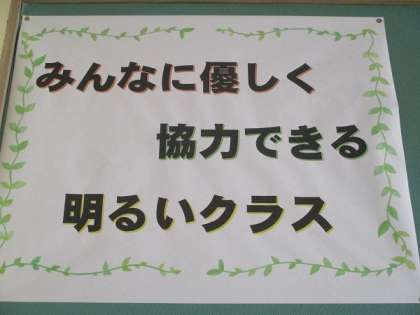 みんなに優しく
協力できる
明るいクラス